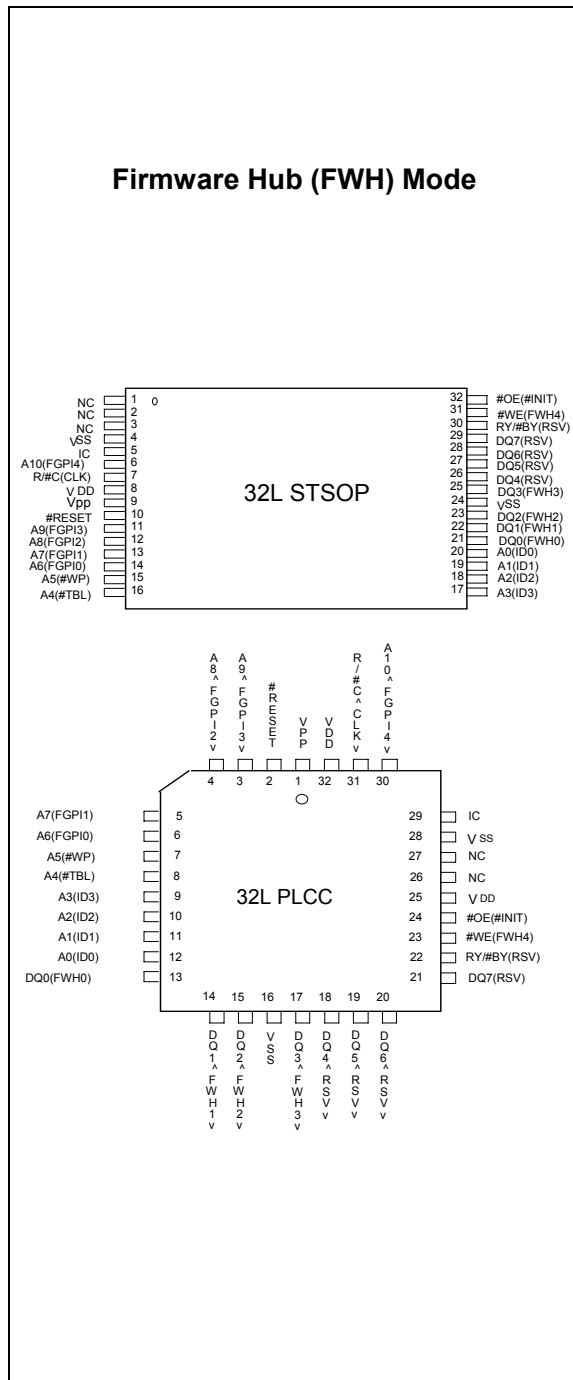 Firmware Hub (FWH) Mode
NC 1
NC 2
NC 3
VSS 4
IC 5
A10(FGPI4) 6
R/#C(CLK) 7
VDD 8
Vpp 9
#RESET 10
A9(FGPI3) 11
A8(FGPI2) 12
A7(FGPI1) 13
A6(FGPI0) 14
A5(#WP) 15
A4(#TBL) 16
32L STSOP
32 #OE(#INIT)
31 #WE(FWH4)
30 RY/#BY(RSV)
29 DQ7(RSV)
28 DQ6(RSV)
27 DQ5(RSV)
26 DQ4(RSV)
25 DQ3(FWH3)
24 VSS
23 DQ2(FWH2)
22 DQ1(FWH1)
21 DQ0(FWH0)
20 A0(ID0)
19 A1(ID1)
18 A2(ID2)
17 A3(ID3)
A8^FGPI2v
A9^FGPI3v
#RESET
VPP
VDD
R/#C^CLKv
A10^FGPI4v
4 3 2 1 32 31 30
A7(FGPI1) 5
A6(FGPI0) 6
A5(#WP) 7
A4(#TBL) 8
A3(ID3) 9
A2(ID2) 10
A1(ID1) 11
A0(ID0) 12
DQ0(FWH0) 13
32L PLCC
29 IC
28 VSS
27 NC
26 NC
25 VDD
24 #OE(#INIT)
23 #WE(FWH4)
22 RY/#BY(RSV)
21 DQ7(RSV)
14 15 16 17 18 19 20
DQ1^FWH1v
DQ2^FWH2v
VSS
DQ3^FWH3v
DQ4^RSVv
DQ5^RSVv
DQ6^RSVv